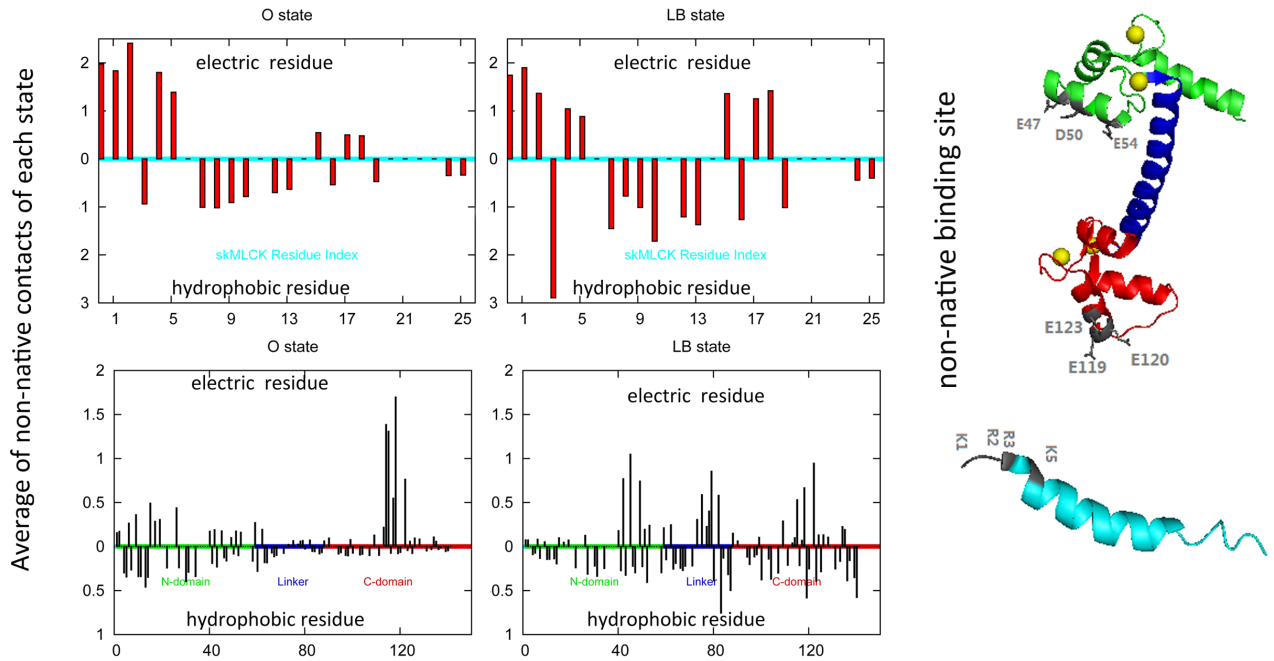 Average of non-native contacts of each state
O state
electric residue
2
1
0
1
2
3
skMLCK Residue Index
hydrophobic residue
1 5 9 13 17 21 25
LB state
electric residue
2
1
0
1
2
3
skMLCK Residue Index
hydrophobic residue
1 5 9 13 17 21 25
O state
electric residue
2
1.5
1
0.5
0
0.5
1
N-domain Linker C-domain
hydrophobic residue
0 40 80 120
LB state
electric residue
2
1.5
1
0.5
0
0.5
1
N-domain Linker C-domain
hydrophobic residue
0 40 80 120
non-native binding site
E47
D50
E54
E123
E119
E120
K1
R2
R3
K5